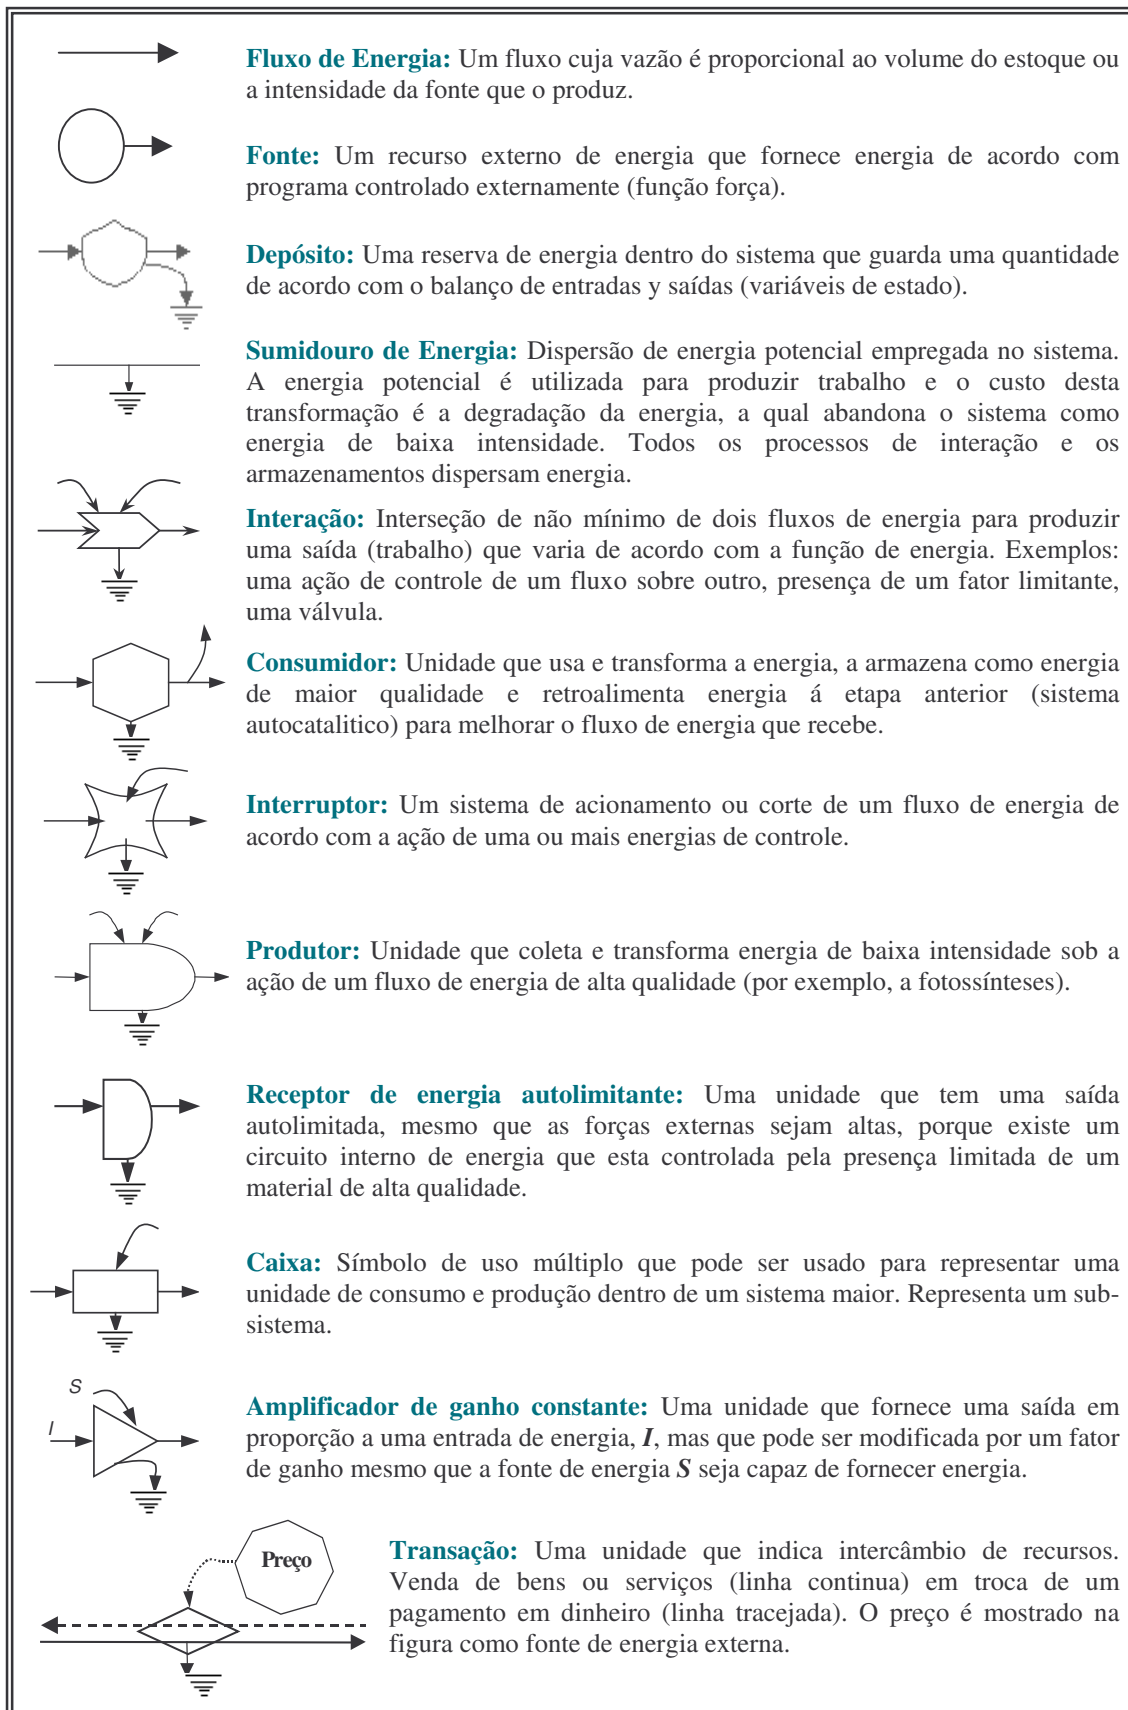 Fluxo de Energia: Um fluxo cuja vazão é proporcional ao volume do estoque ou
a intensidade da fonte que o produz.
Fonte: Um recurso externo de energia que fornece energia de acordo com
programa controlado externamente (função força).
Depósito: Uma reserva de energia dentro do sistema que guarda uma quantidade
de acordo com o balanço de entradas y saídas (variáveis de estado).
Sumidouro de Energia: Dispersão de energia potencial empregada no sistema.
A energia potencial é utilizada para produzir trabalho e o custo desta
transformação é a degradação da energia, a qual abandona o sistema como
energia de baixa intensidade. Todos os processos de interação e os
armazenamentos dispersam energia.
Interação: Interseção de não mínimo de dois fluxos de energia para produzir
uma saída (trabalho) que varia de acordo com a função de energia. Exemplos:
uma ação de controle de um fluxo sobre outro, presença de um fator limitante,
uma válvula.
Consumidor: Unidade que usa e transforma a energia, a armazena como energia
de maior qualidade e retroalimenta energia á etapa anterior (sistema
autocatalitico) para melhorar o fluxo de energia que recebe.
Interruptor: Um sistema de acionamento ou corte de um fluxo de energia de
acordo com a ação de uma ou mais energias de controle.
Produtor: Unidade que coleta e transforma energia de baixa intensidade sob a
ação de um fluxo de energia de alta qualidade (por exemplo, a fotossínteses).
Receptor de energia autolimitante: Uma unidade que tem uma saída
autolimitada, mesmo que as forças externas sejam altas, porque existe um
circuito interno de energia que esta controlada pela presença limitada de um
material de alta qualidade.
Caixa: Símbolo de uso múltiplo que pode ser usado para representar uma
unidade de consumo e produção dentro de um sistema maior. Representa um sub-
sistema.
S
I
Amplificador de ganho constante: Uma unidade que fornece uma saída em
proporção a uma entrada de energia, I, mas que pode ser modificada por um fator
de ganho mesmo que a fonte de energia S seja capaz de fornecer energia.
Preço
Transação: Uma unidade que indica intercâmbio de recursos.
Venda de bens ou serviços (linha continua) em troca de um
pagamento em dinheiro (linha tracejada). O preço é mostrado na
figura como fonte de energia externa.